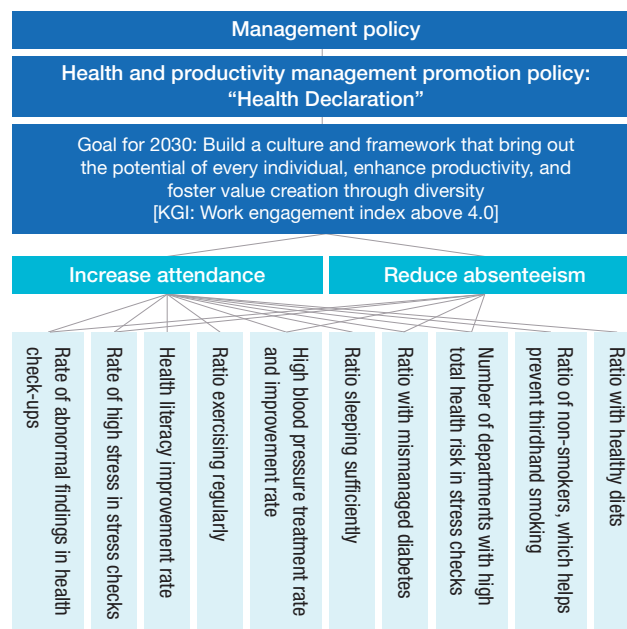 Management policy
Health and productivity management promotion policy:
“Health Declaration”
Goal for 2030: Build a culture and framework that bring out
the potential of every individual, enhance productivity, and
foster value creation through diversity
[KGI: Work engagement index above 4.0]
Increase attendance
Reduce absenteeism
Rate of abnormal findings in health
check-ups
Rate of high stress in stress checks
Health literacy improvement rate
Ratio exercising regularly
High blood pressure treatment rate
and improvement rate
Ratio sleeping sufficiently
Ratio with mismanaged diabetes
Number of departments with high
total health risk in stress checks
Ratio of non-smokers, which helps
prevent thirdhand smoking
Ratio with healthy diets